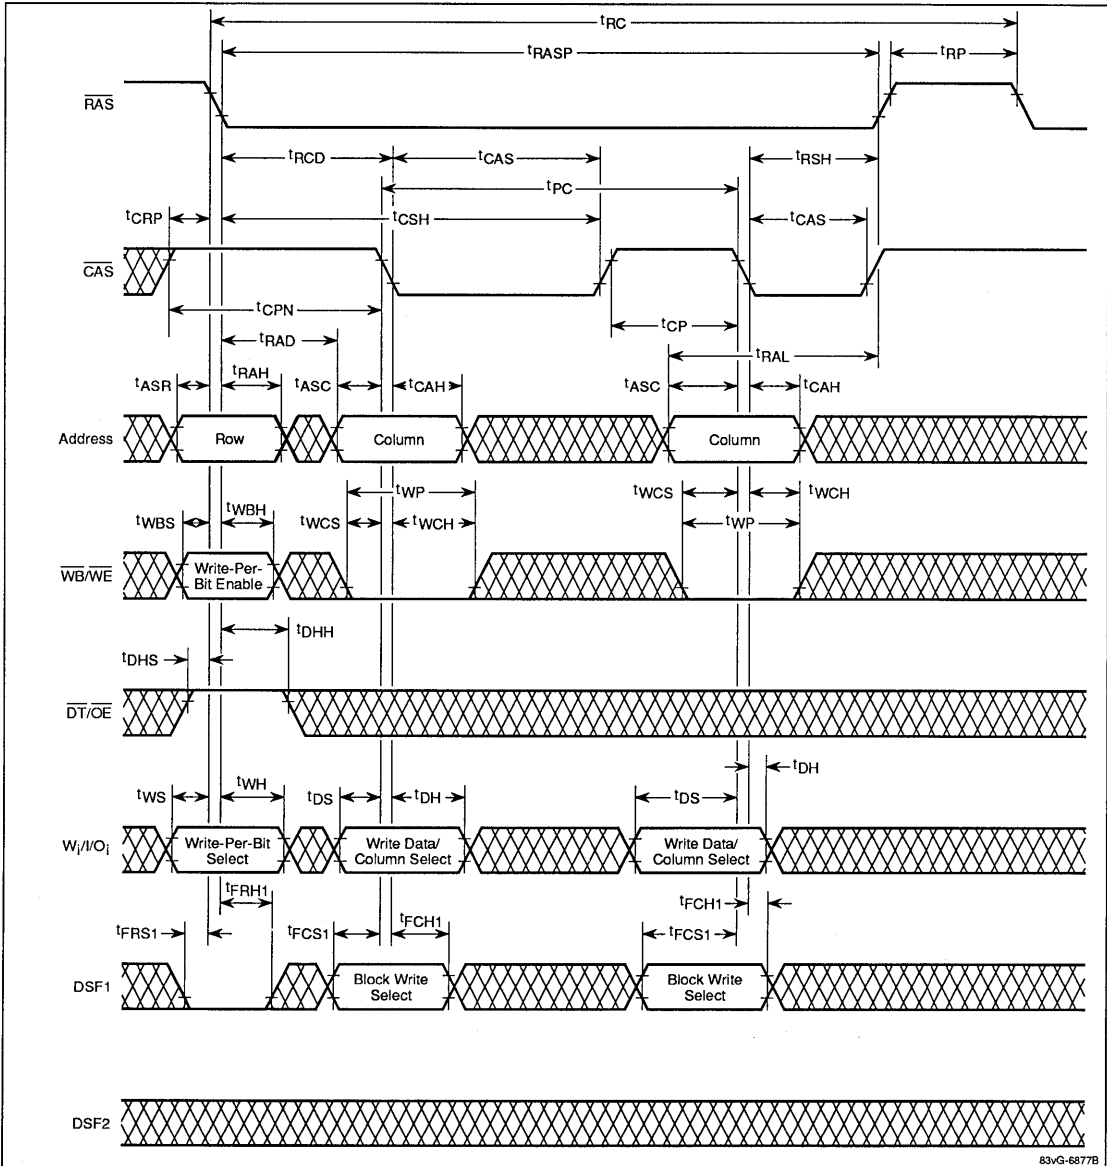 tRC
tRASP
tRP
RAS
tRCD
tCAS
tRSH
tPC
tCRP
tCSH
tCAS
CAS
tCPN
tCP
tRAD
tRAL
tASR
tRAH
tASC
tCAH
tASC
tCAH
Address
Row
Column
Column
tWP
tWCS
tWCH
tWBS
tWBH
tWCS
tWCH
tWP
WB/WE
Write-Per-
Bit Enable
tDHH
tDHS
DT/OE
tDH
tWS
tWH
tDS
tDH
tDS
Wi/I/Oi
Write-Per-Bit
Select
Write Data/
Column Select
Write Data/
Column Select
tFRH1
tFCH1
tFRS1
tFCS1
tFCH1
tFCS1
DSF1
Block Write
Select
Block Write
Select
DSF2
83vG-6877B